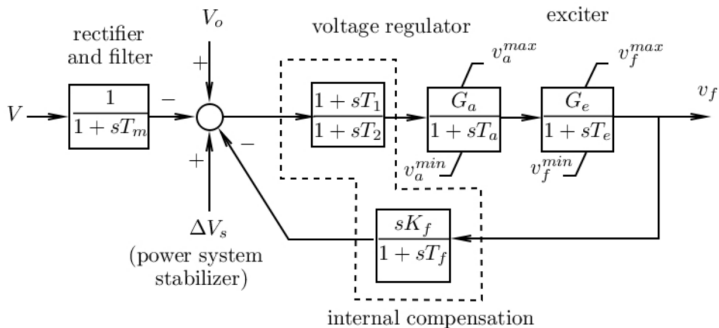 exciter
V_o
voltage regulator
rectifier
and filter
v_a^{max}
v_f^{max}
v_f
+
V
1
1 + sT_m
−
1 + sT_1
1 + sT_2
G_a
1 + sT_a
G_e
1 + sT_e
+
−
v_a^{min}
v_f^{min}
ΔV_s
(power system
stabilizer)
sK_f
1 + sT_f
internal compensation